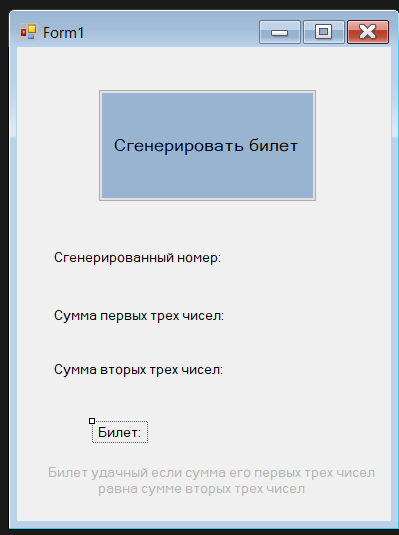 Form1
Сгенерировать билет
Сгенерированный номер:
Сумма первых трех чисел:
Сумма вторых трех чисел:
Билет:
Билет удачный если сумма его первых трех чисел
равна сумме вторых трех чисел